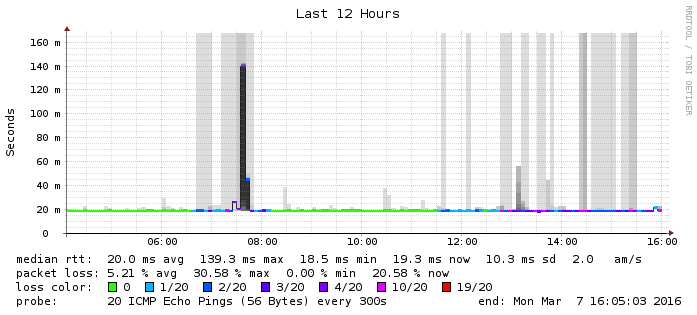 Last 12 Hours
RRDTOOL / TOBI OETIKER
Seconds
160 m
140 m
120 m
100 m
80 m
60 m
40 m
20 m
0
06:00 08:00 10:00 12:00 14:00 16:00
median rtt: 20.0 ms avg 139.3 ms max 18.5 ms min 19.3 ms now 10.3 ms sd 2.0 am/s
packet loss: 5.21 % avg 30.58 % max 0.00 % min 20.58 % now
loss color: 0 1/20 2/20 3/20 4/20 10/20 19/20
probe: 20 ICMP Echo Pings (56 Bytes) every 300s end: Mon Mar 7 16:05:03 2016